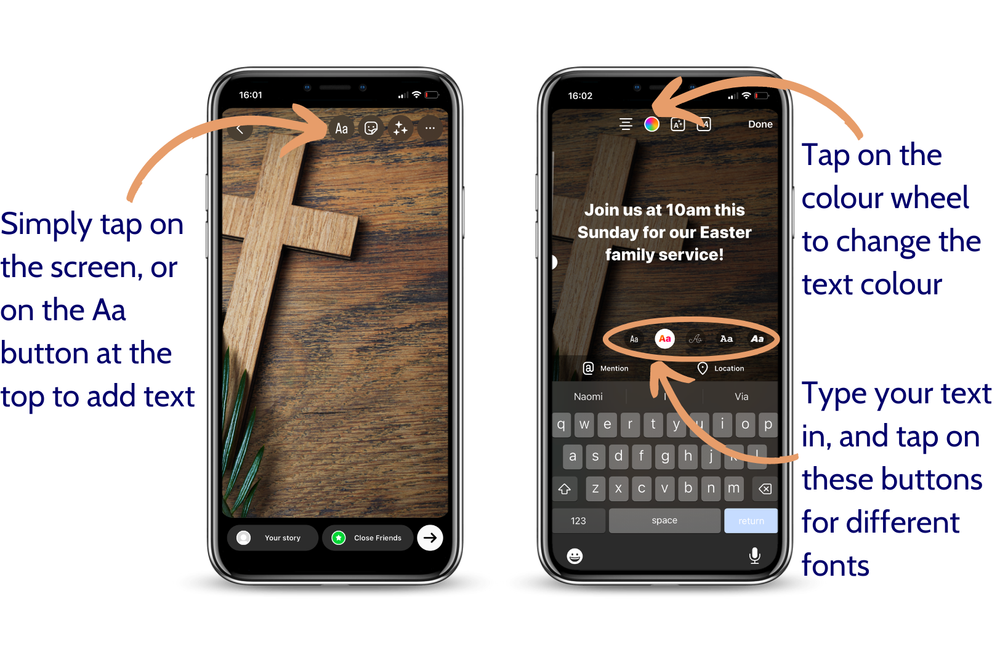 Simply tap on
the screen, or
on the Aa
button at the
top to add text
16:01
Aa
Your story
Close Friends
16:02
Done
Join us at 10am this
Sunday for our Easter
family service!
Aa Aa Aa Aa Aa
Mention Location
Naomi I Via
q w e r t y u i o p
a s d f g h j k l
z x c v b n m
123 space return
Tap on the
colour wheel
to change the
text colour
Type your text
in, and tap on
these buttons
for different
fonts